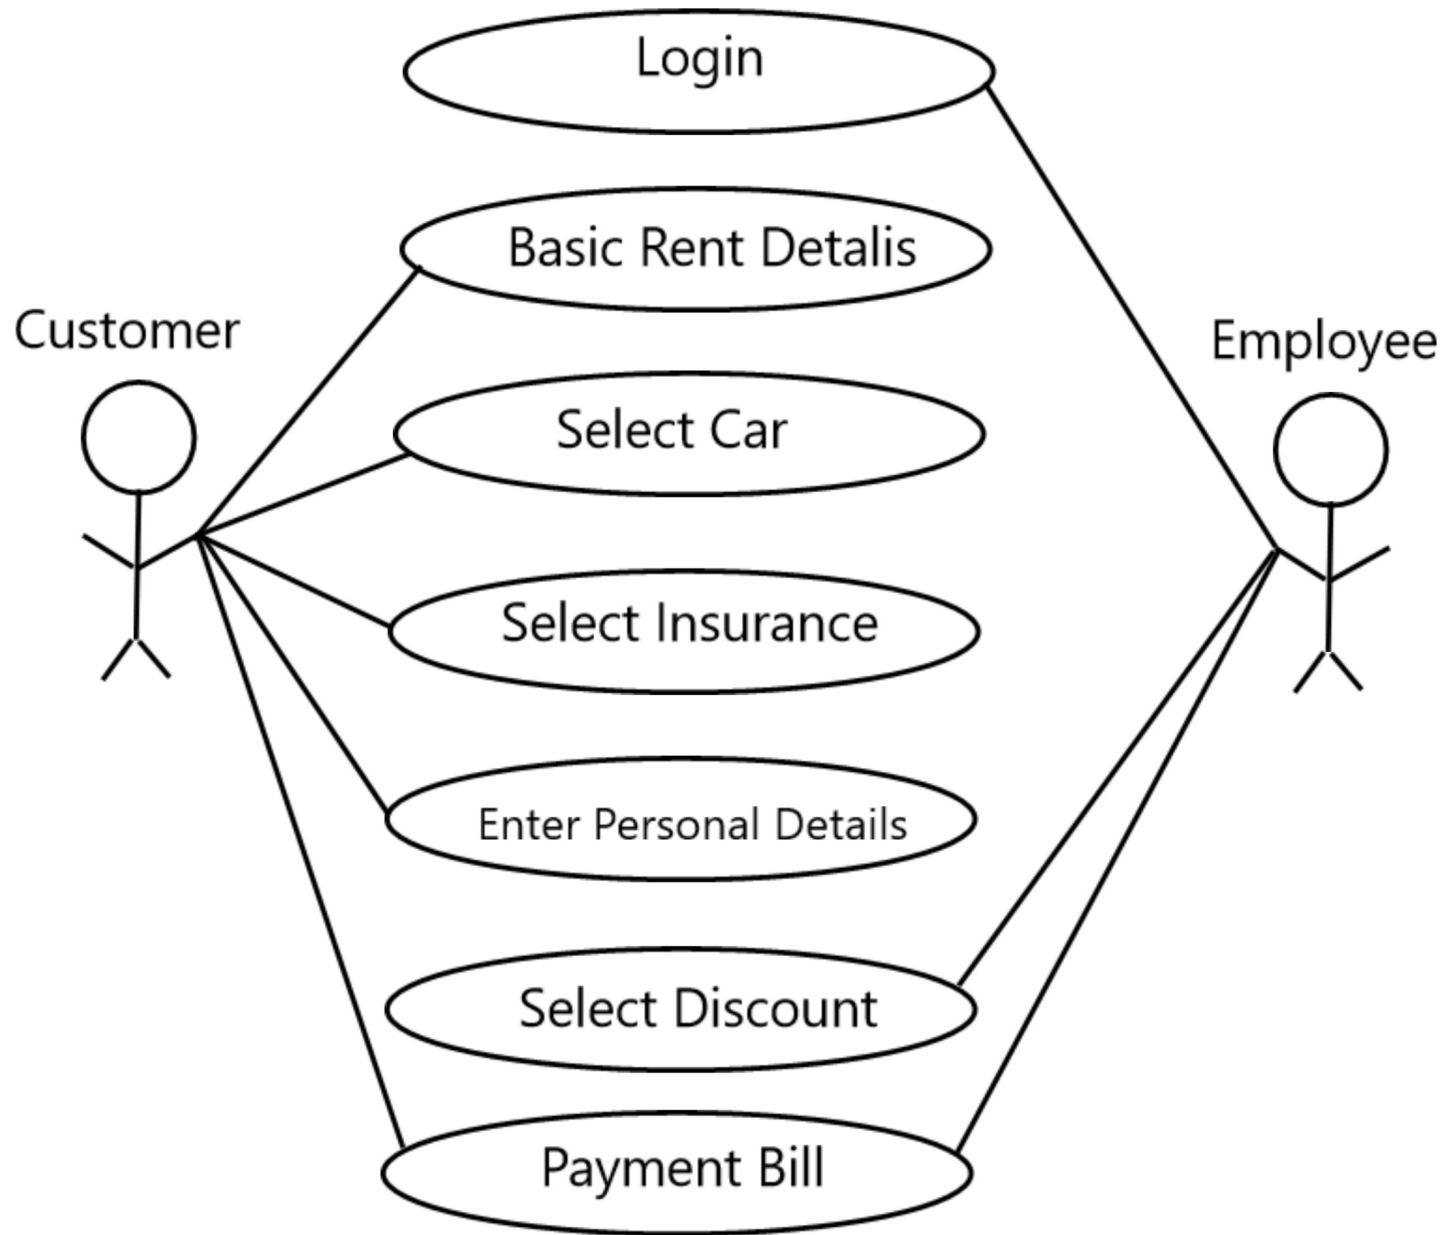 Login
Basic Rent Detalis
Customer
Employee
Select Car
Select Insurance
Enter Personal Details
Select Discount
Payment Bill